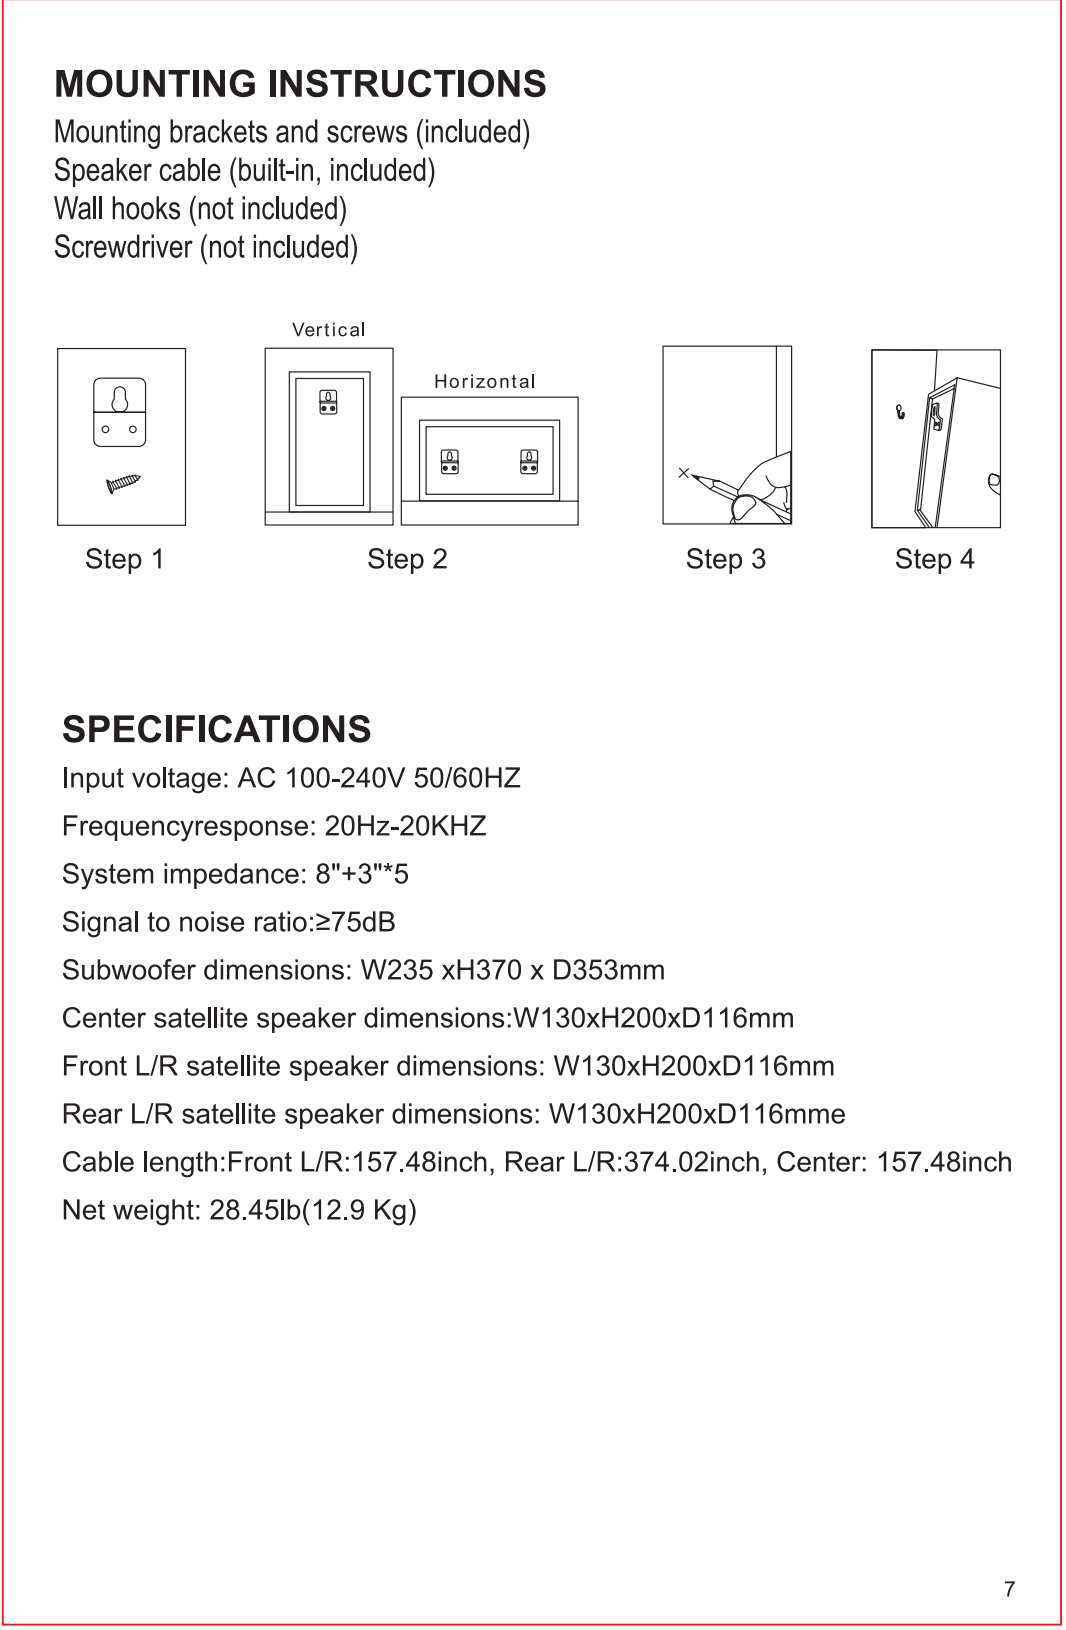 MOUNTING INSTRUCTIONS
Mounting brackets and screws (included)
Speaker cable (built-in, included)
Wall hooks (not included)
Screwdriver (not included)
Vertical
Horizontal
Step 1
Step 2
Step 3
Step 4
SPECIFICATIONS
Input voltage: AC 100-240V 50/60HZ
Frequencyresponse: 20Hz-20KHZ
System impedance: 8"+3"*5
Signal to noise ratio:≥75dB
Subwoofer dimensions: W235 xH370 x D353mm
Center satellite speaker dimensions:W130xH200xD116mm
Front L/R satellite speaker dimensions: W130xH200xD116mm
Rear L/R satellite speaker dimensions: W130xH200xD116mme
Cable length:Front L/R:157.48inch, Rear L/R:374.02inch, Center: 157.48inch
Net weight: 28.45lb(12.9 Kg)
7